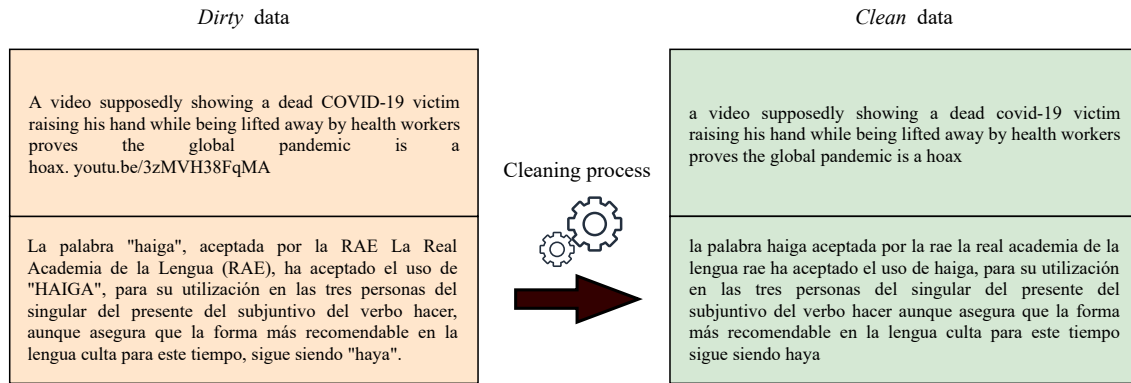 Dirty data
A video supposedly showing a dead COVID-19 victim
raising his hand while being lifted away by health workers
proves the global pandemic is a
hoax. youtu.be/3zMVH38FqMA
La palabra "haiga", aceptada por la RAE La Real
Academia de la Lengua (RAE), ha aceptado el uso de
"HAIGA", para su utilización en las tres personas del
singular del presente del subjuntivo del verbo hacer,
aunque asegura que la forma más recomendable en la
lengua culta para este tiempo, sigue siendo "haya".
Cleaning process
Clean data
a video supposedly showing a dead covid-19 victim
raising his hand while being lifted away by health workers
proves the global pandemic is a hoax
la palabra haiga aceptada por la rae la real academia de la
lengua rae ha aceptado el uso de haiga, para su utilización
en las tres personas del singular del presente del
subjuntivo del verbo hacer aunque asegura que la forma
más recomendable en la lengua culta para este tiempo
sigue siendo haya